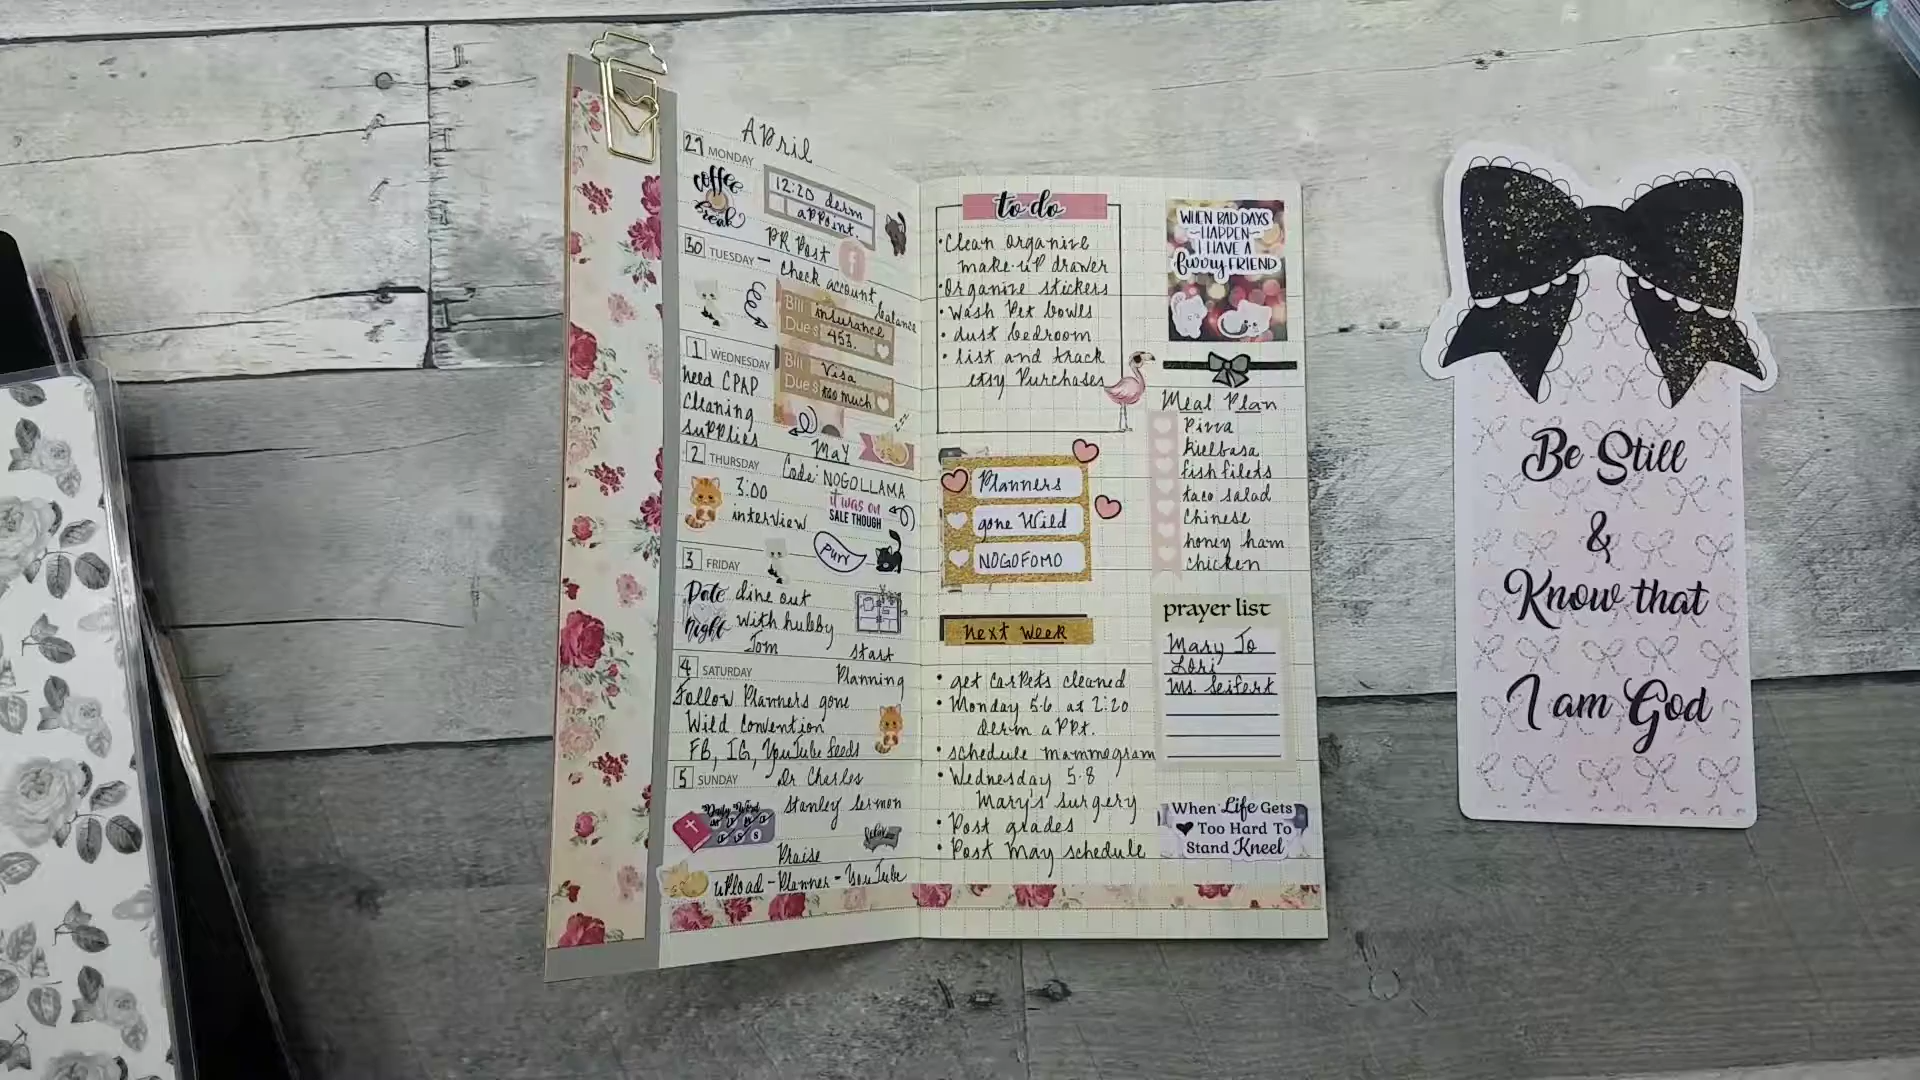 April
MONDAY
coffee
break
12:20 derm
appoint.
PR Post
30 TUESDAY
Check account
balance
Bill insurance
Due $ 453.
1 WEDNESDAY
need CPAP
cleaning
supplies
Bill Visa
Due $ too much
May
2 THURSDAY
Code: NOGOLLAMA
3:00
interview
it was on
SALE THOUGH
Purr
3 FRIDAY
Date
Night
dine out
with hubby
Tom
start
Planning
4 SATURDAY
Follow Planners gone
Wild Convention
FB, IG, YouTube feeds
5 SUNDAY
Dr Charles
Stanley Sermon
Daily Word
Praise
upload - Planner - YouTube
to do
• Clean organize
make-up drawer
• Organize stickers
• Wash Pet bowls
• dust bedroom
• list and track
etsy Purchases
Planners
gone Wild
NOGOFOMO
next week
• get carpets cleaned
• Monday 5-6 at 2:20
derm appt.
• schedule mammogram
• Wednesday 5-8
Mary's surgery
• Post grades
• Post May schedule
WHEN BAD DAYS
HAPPEN
I HAVE A
furry FRIEND
Meal Plan
Pizza
kielbasa
fish filets
taco salad
Chinese
honey ham
chicken
prayer list
Mary Jo
Lori
Ms. Seifert
When Life Gets
Too Hard To
Stand Kneel
Be Still
&
Know that
I am God